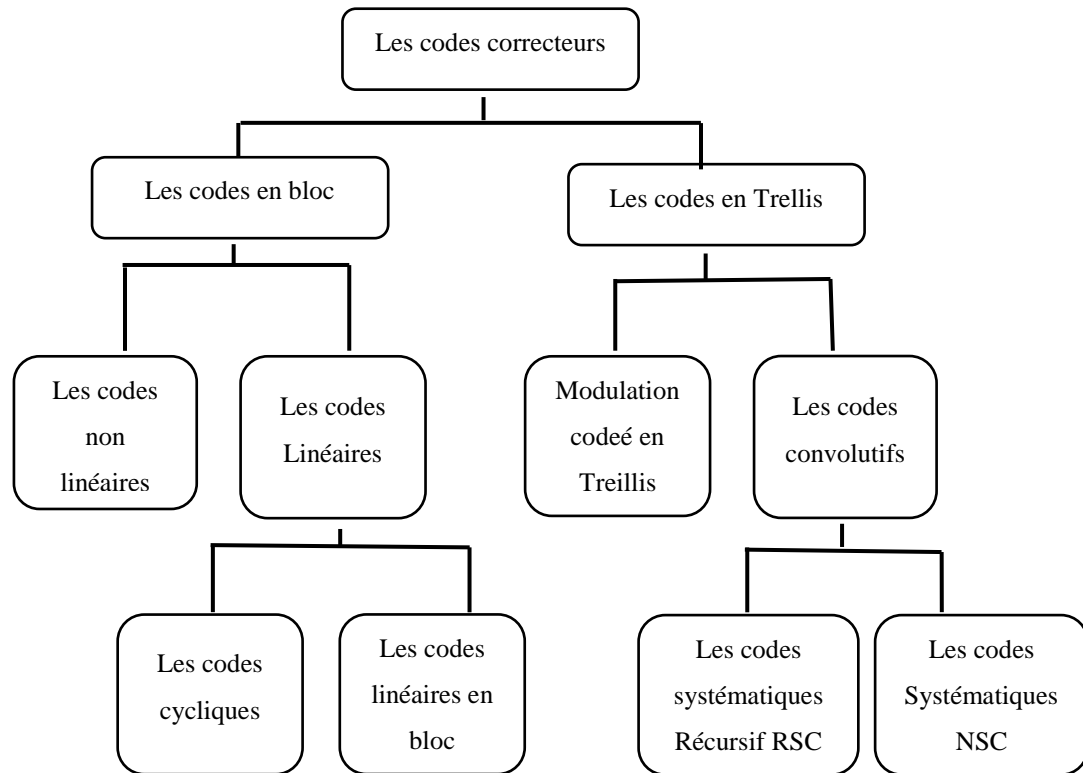 Les codes correcteurs
Les codes en bloc
Les codes en Trellis
Les codes
non
linéaires
Les codes
Linéaires
Modulation
codeé en
Treillis
Les codes
convolutifs
Les codes
cycliques
Les codes
linéaires en
bloc
Les codes
systématiques
Récursif RSC
Les codes
Systématiques
NSC